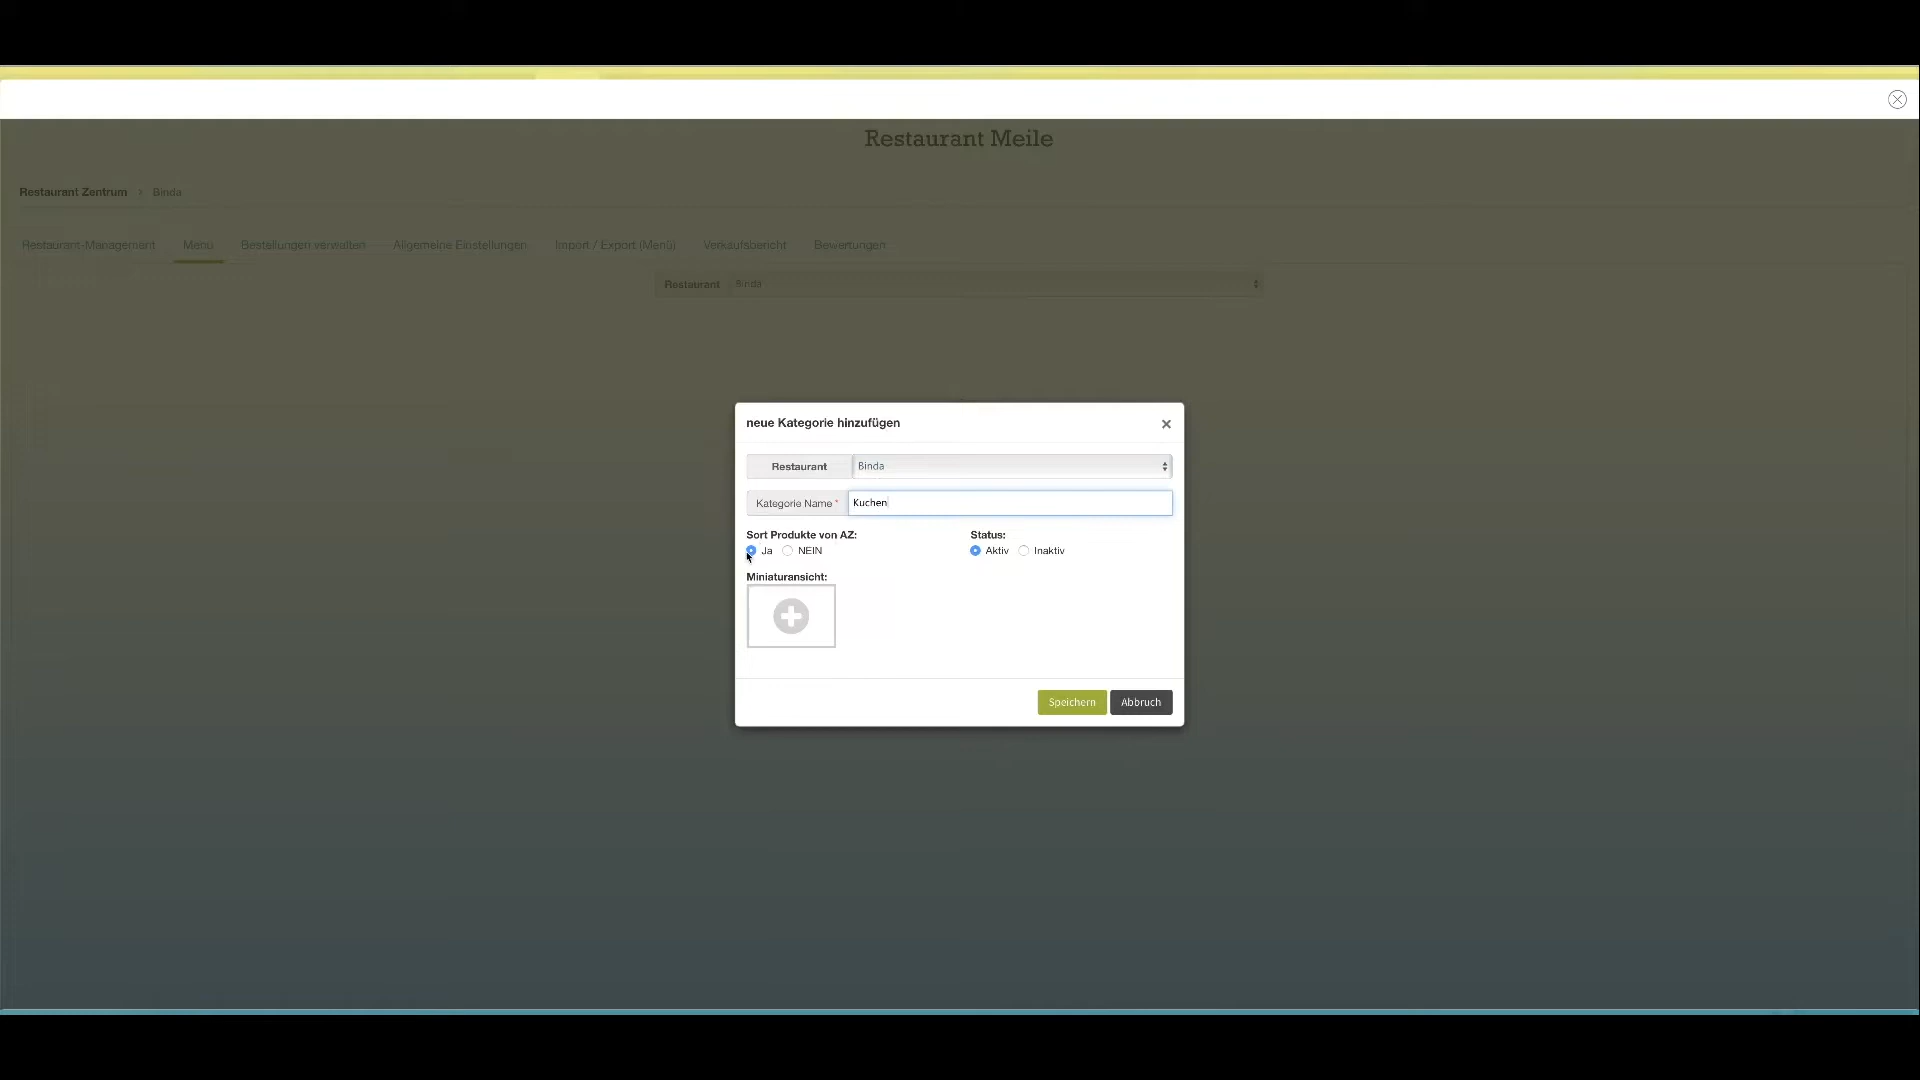 Restaurant Meile
Restaurant Zentrum › Binda
Restaurant-Management Menü Bestellungen verwalten Allgemeine Einstellungen Import / Export (Menü) Verkaufsbericht Bewertungen
Restaurant Binda
neue Kategorie hinzufügen ×
Restaurant Binda
Kategorie Name * Kuchen
Sort Produkte von AZ: Status:
Ja NEIN Aktiv Inaktiv
Miniaturansicht:
Speichern Abbruch